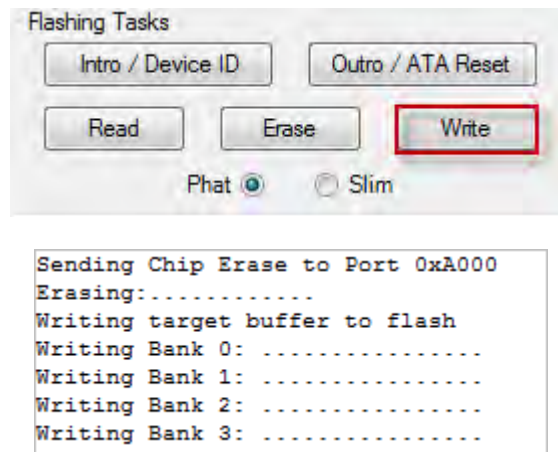 Flashing Tasks
Intro / Device ID Outro / ATA Reset
Read Erase Write
Phat Slim
Sending Chip Erase to Port 0xA000
Erasing:............
Writing target buffer to flash
Writing Bank 0: ................
Writing Bank 1: ................
Writing Bank 2: ................
Writing Bank 3: ................